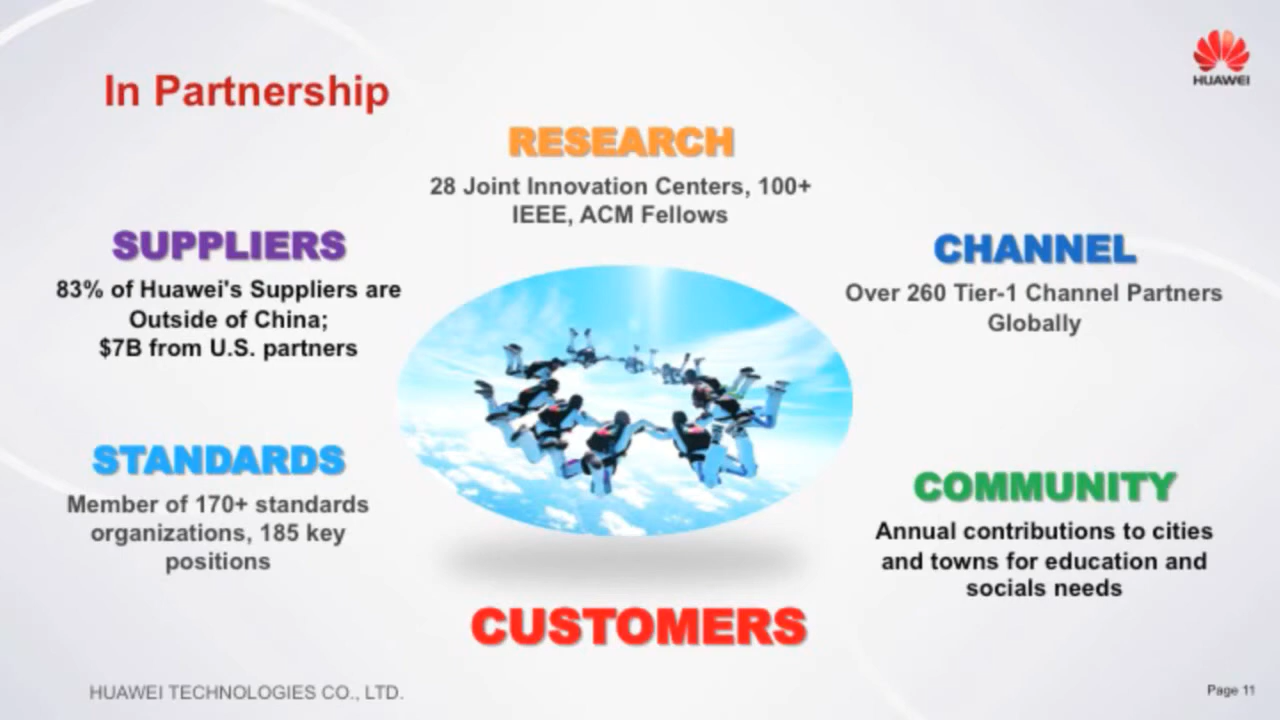 In Partnership
HUAWEI
RESEARCH
28 Joint Innovation Centers, 100+
IEEE, ACM Fellows
SUPPLIERS
83% of Huawei's Suppliers are
Outside of China;
$7B from U.S. partners
CHANNEL
Over 260 Tier-1 Channel Partners
Globally
STANDARDS
Member of 170+ standards
organizations, 185 key
positions
COMMUNITY
Annual contributions to cities
and towns for education and
socials needs
CUSTOMERS
HUAWEI TECHNOLOGIES CO., LTD.
Page 11